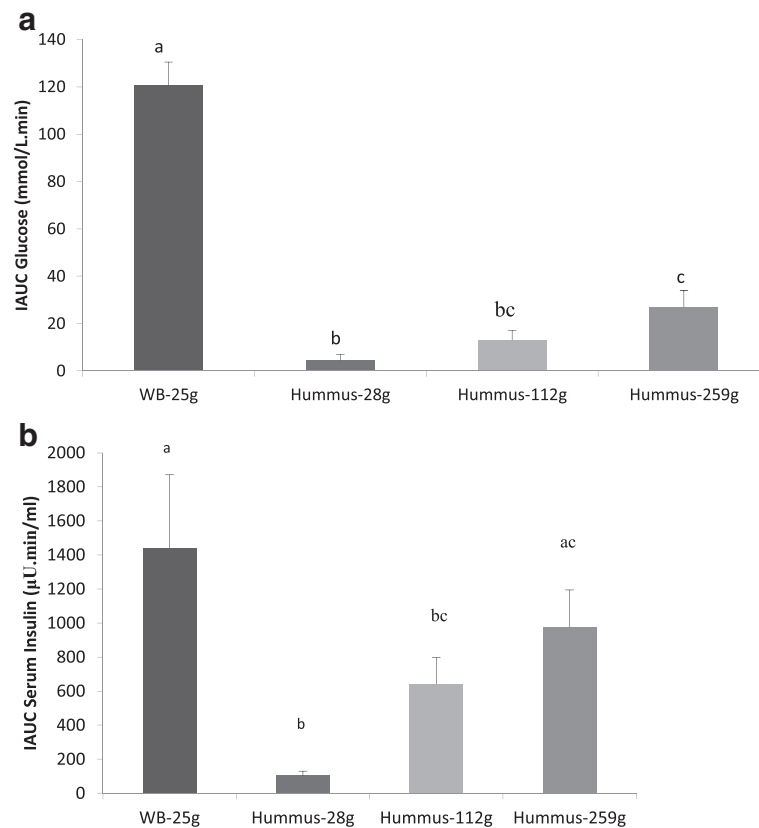 a
140
120
100
80
60
40
20
0
IAUC Glucose (mmol/L.min)
a
b
bc
c
WB-25g Hummus-28g Hummus-112g Hummus-259g
b
2000
1800
1600
1400
1200
1000
800
600
400
200
0
IAUC Serum Insulin (µU.min/ml)
a
b
bc
ac
WB-25g Hummus-28g Hummus-112g Hummus-259g